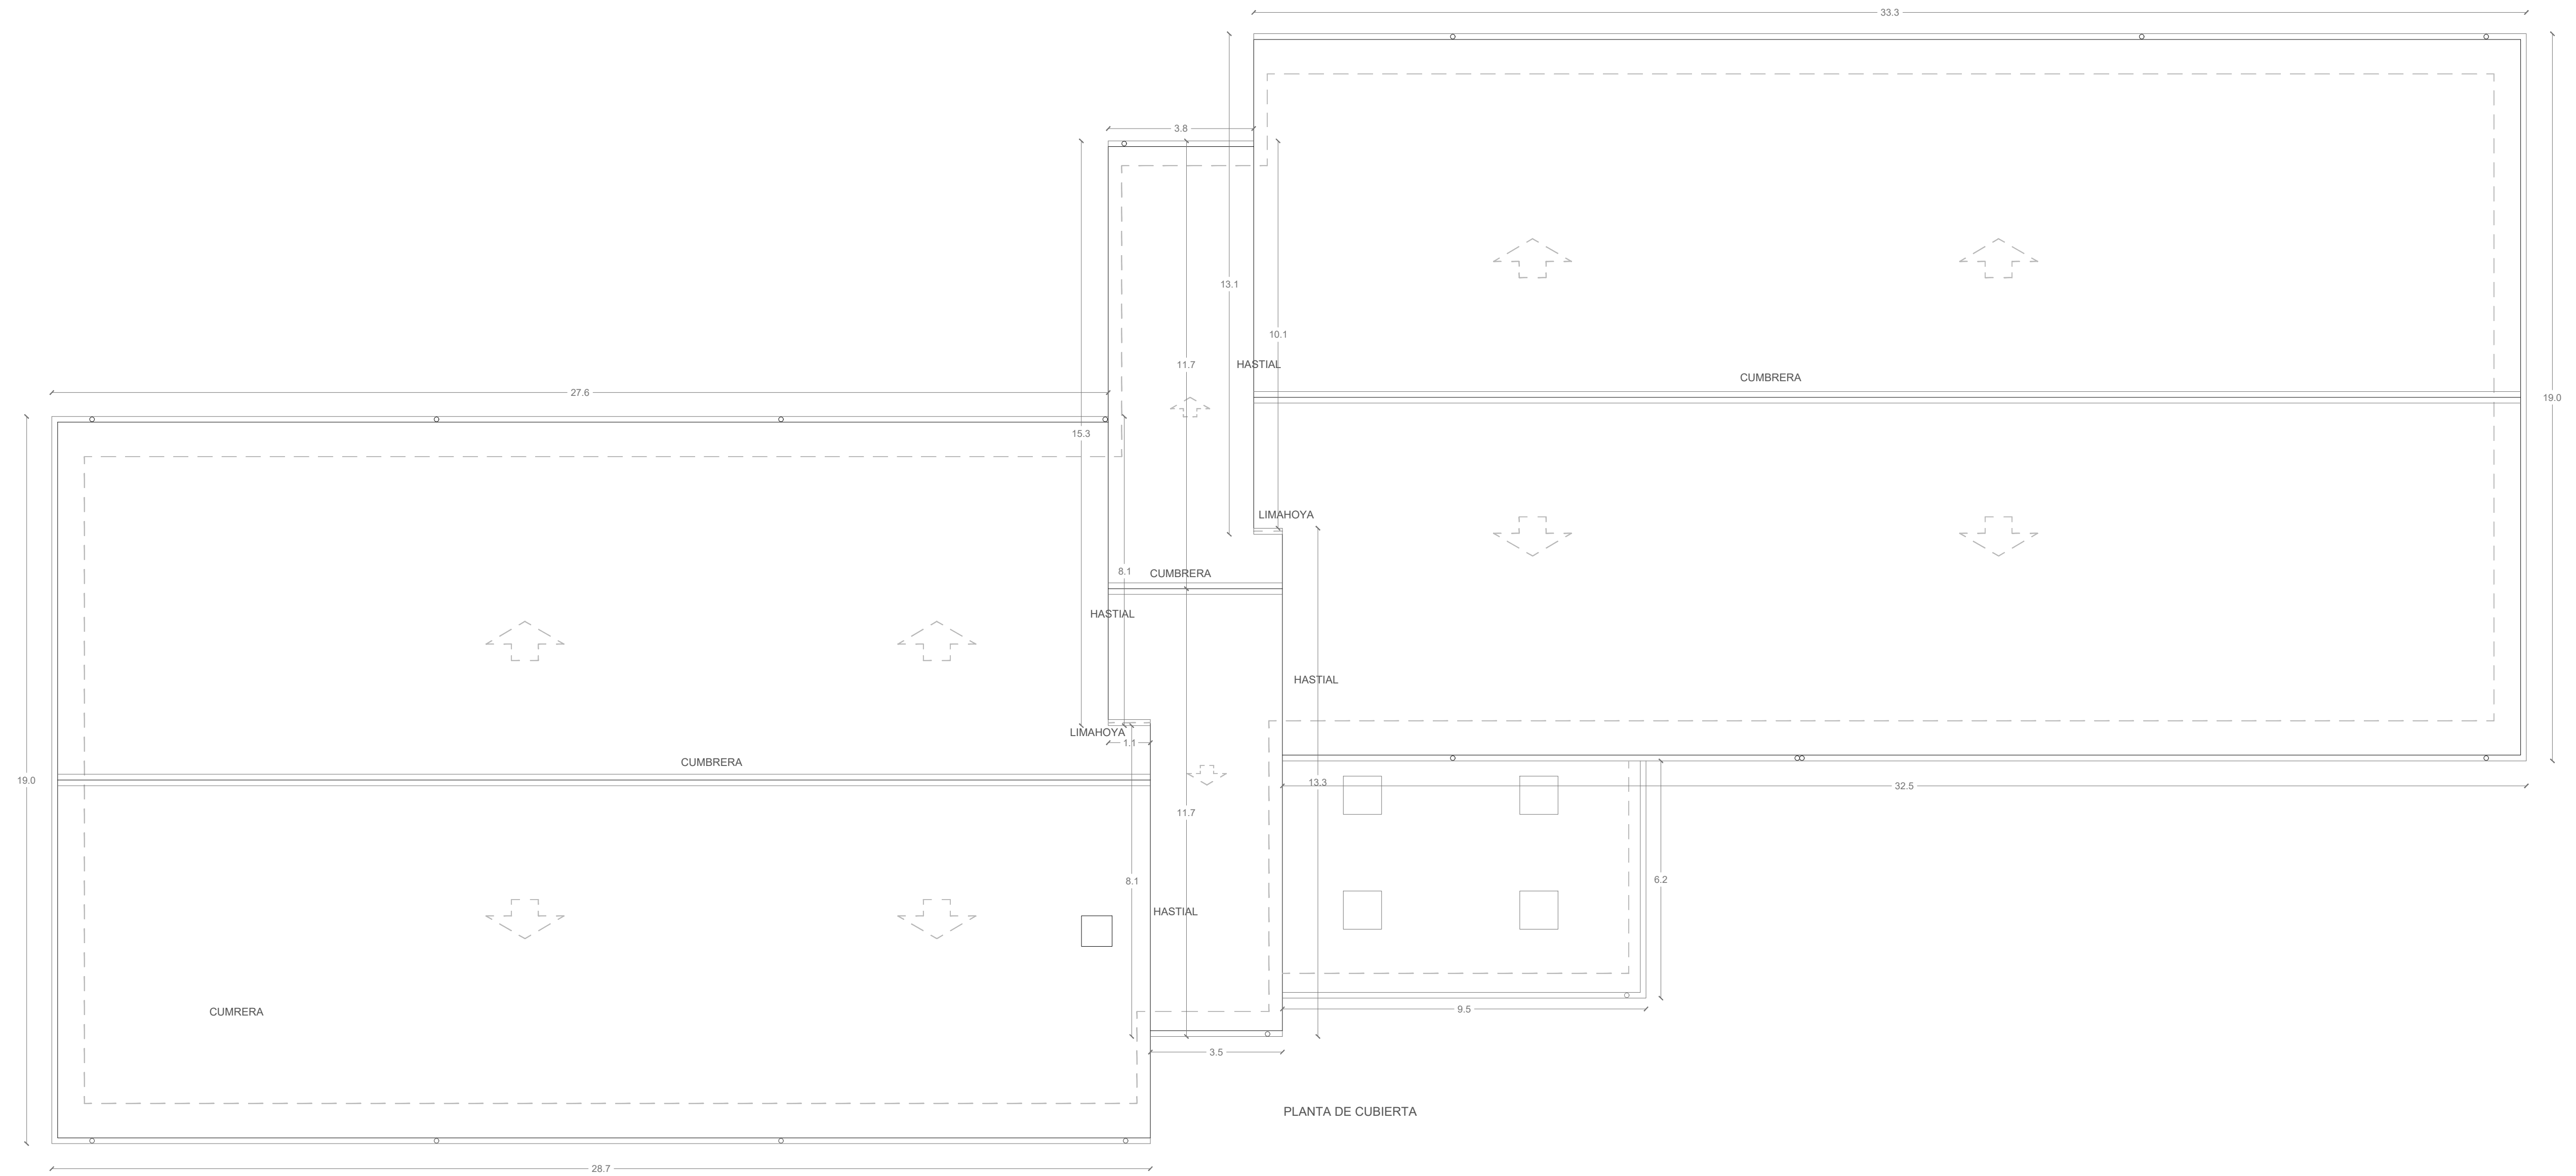 33.3
3.8
13.1
10.1
HASTIAL
11.7
CUMBRERA
19.0
27.6
15.3
LIMAHOYA
8.1
CUMBRERA
HASTIAL
HASTIAL
LIMAHOYA
1.1
CUMBRERA
19.0
13.3
32.5
11.7
8.1
6.2
HASTIAL
CUMRERA
9.5
3.5
PLANTA DE CUBIERTA
28.7